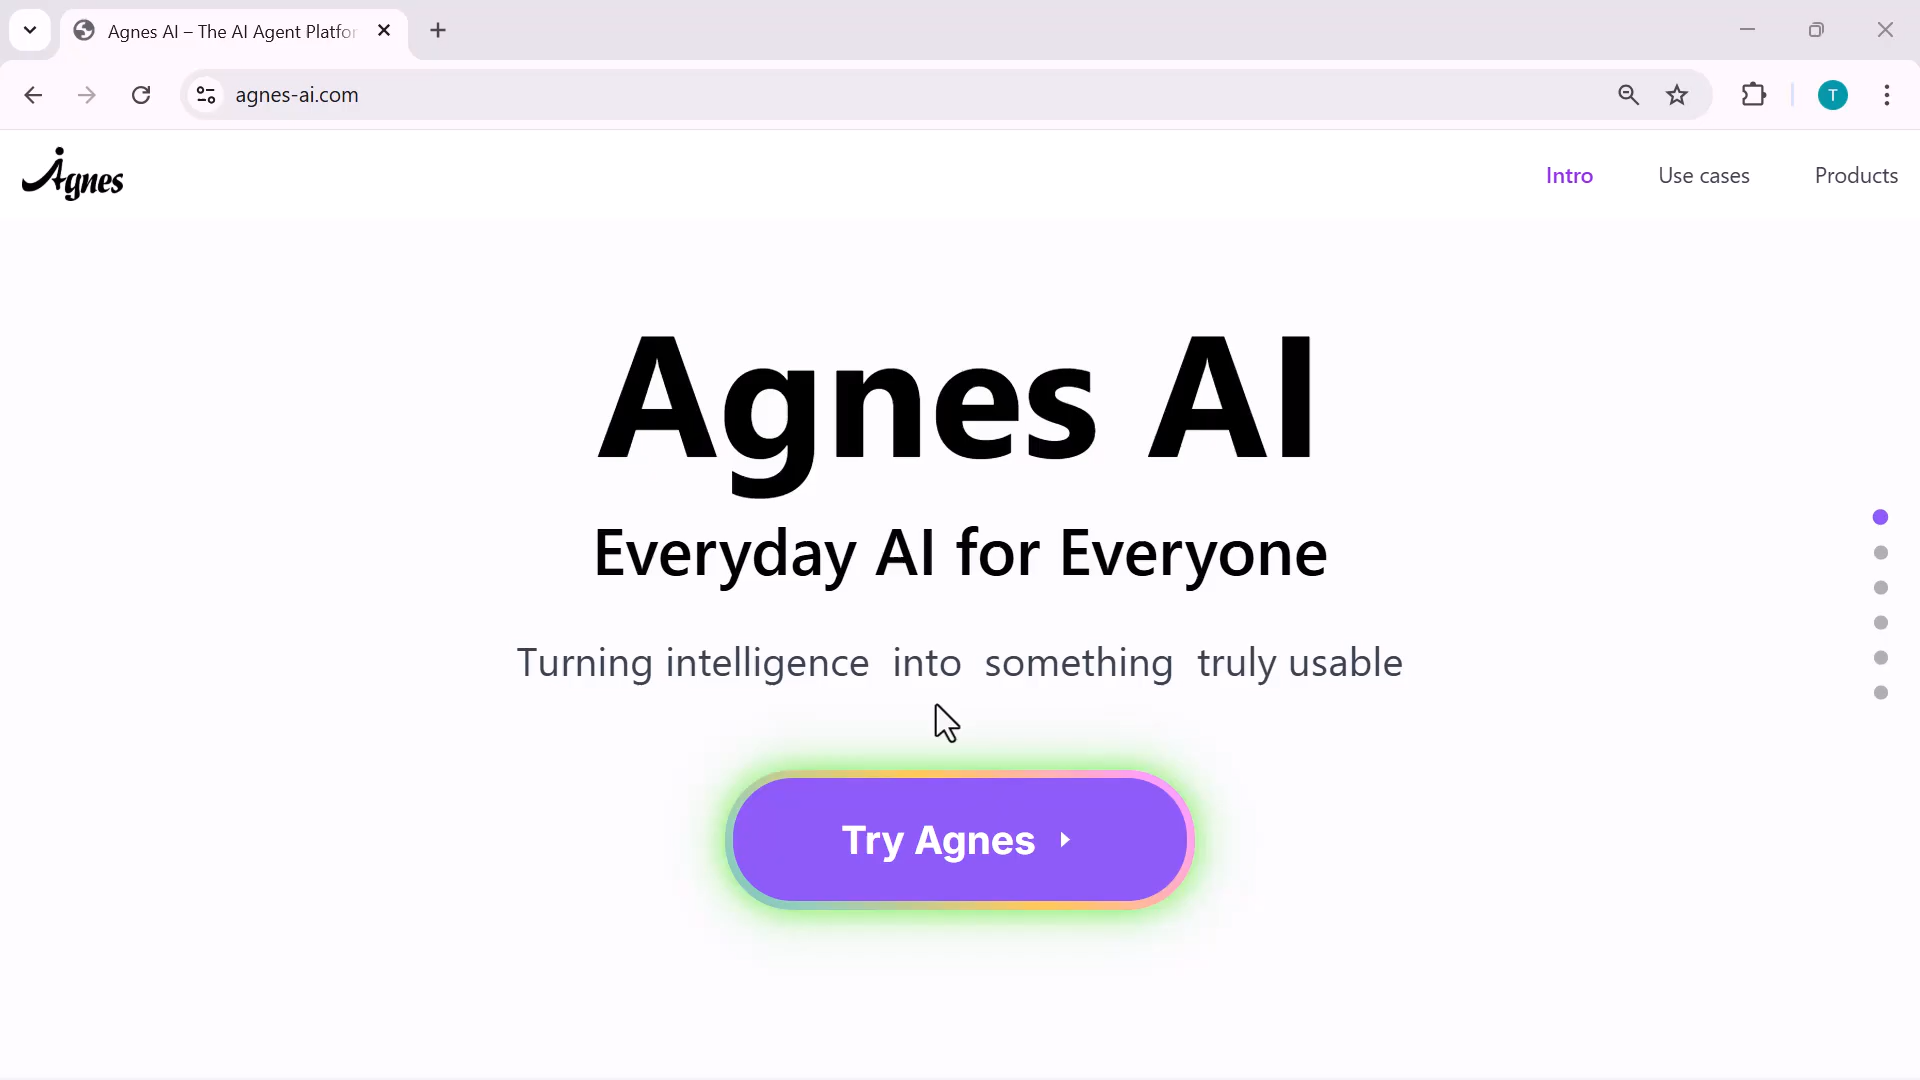 Agnes AI – The AI Agent Platfor
agnes-ai.com
T
Agnes
Intro
Use cases
Products
Agnes AI
Everyday AI for Everyone
Turning intelligence into something truly usable
Try Agnes